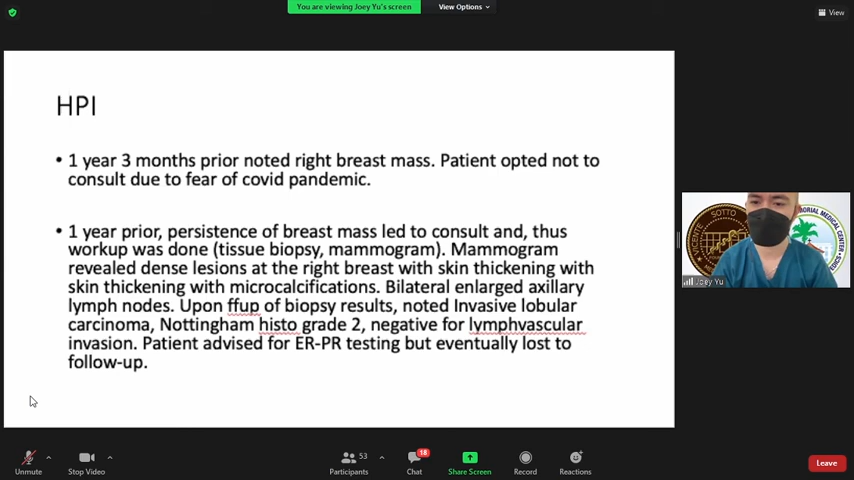 You are viewing Joey Yu's screen
View Options
View
HPI
• 1 year 3 months prior noted right breast mass. Patient opted not to
consult due to fear of covid pandemic.
• 1 year prior, persistence of breast mass led to consult and, thus
workup was done (tissue biopsy, mammogram). Mammogram
revealed dense lesions at the right breast with skin thickening with
skin thickening with microcalcifications. Bilateral enlarged axillary
lymph nodes. Upon ffup of biopsy results, noted Invasive lobular
carcinoma, Nottingham histo grade 2, negative for lymphvascular
invasion. Patient advised for ER-PR testing but eventually lost to
follow-up.
VICENTE SOTTO
MEDICAL
Joey Yu
Unmute
Stop Video
53
Participants
18
Chat
Share Screen
Record
Reactions
Leave